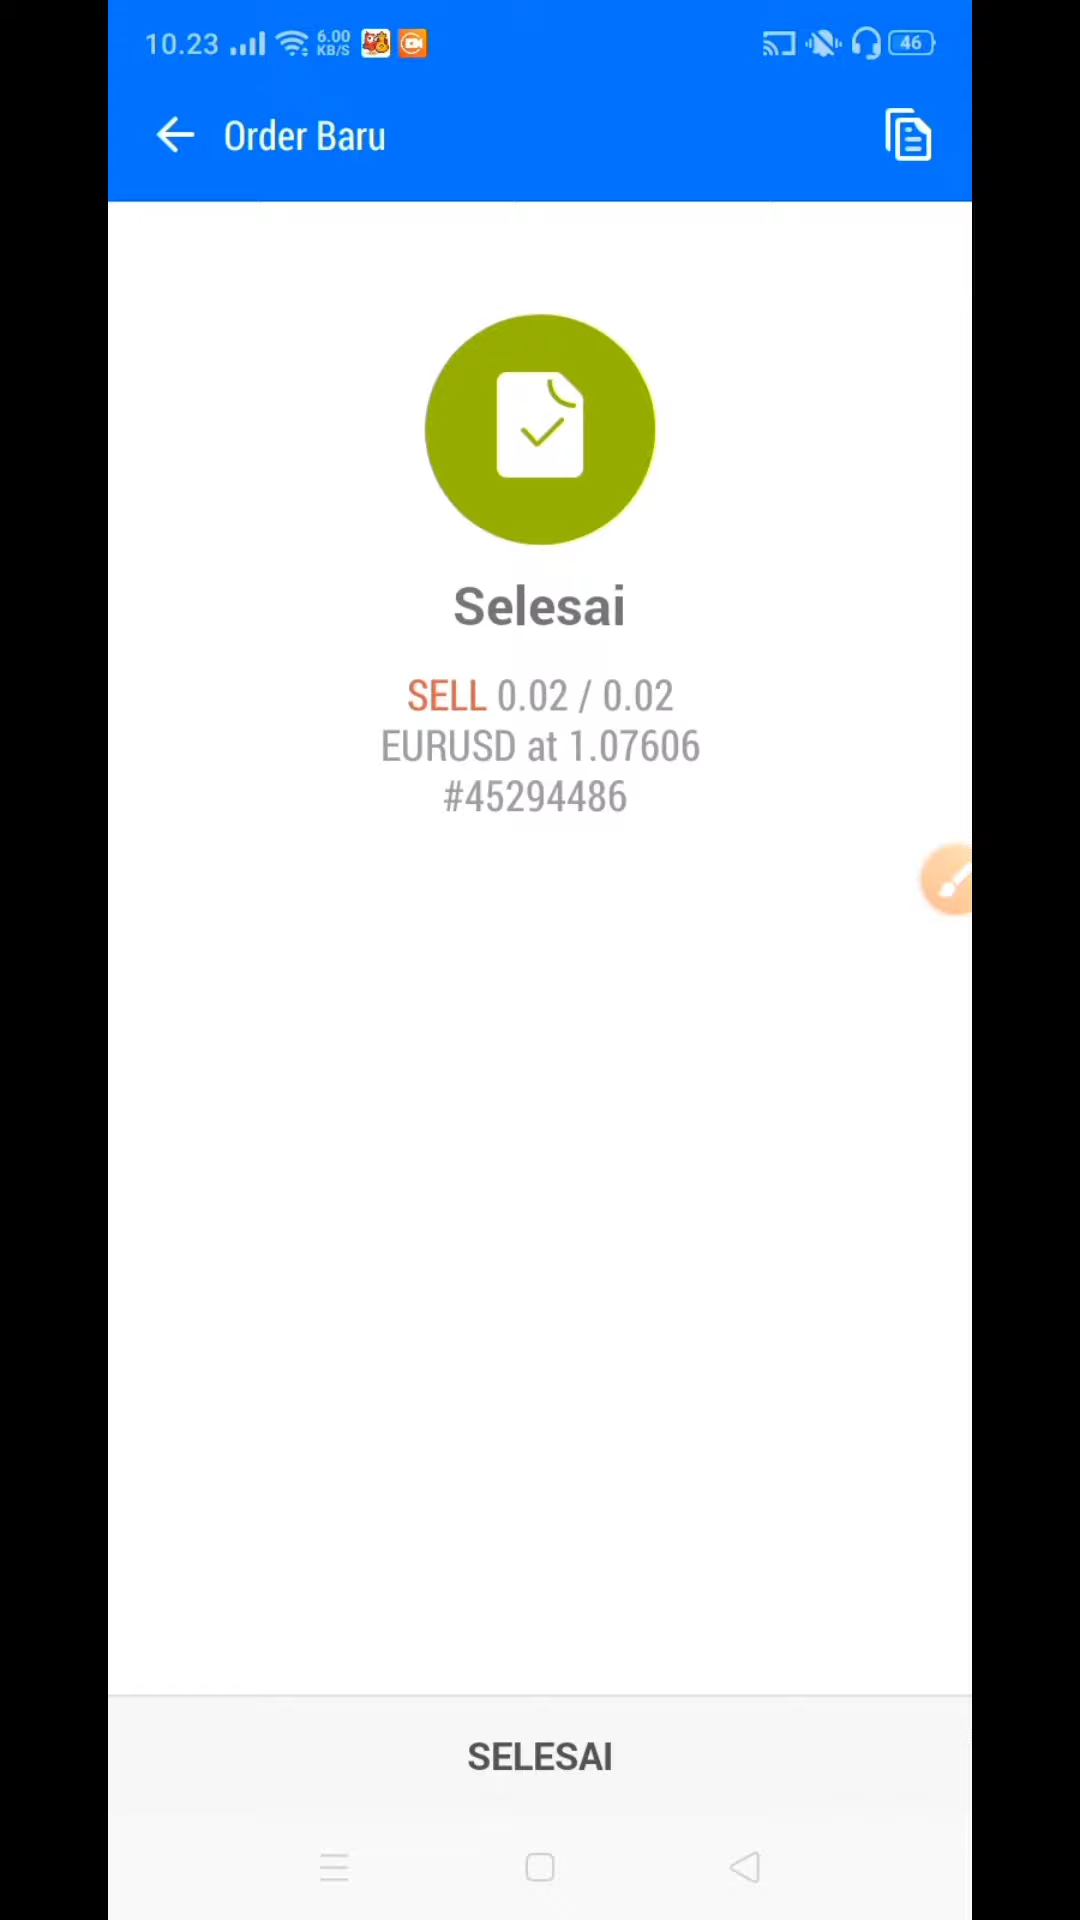 10.23 6.00 KB/S 46
Order Baru
Selesai
SELL 0.02 / 0.02
EURUSD at 1.07606
#45294486
SELESAI